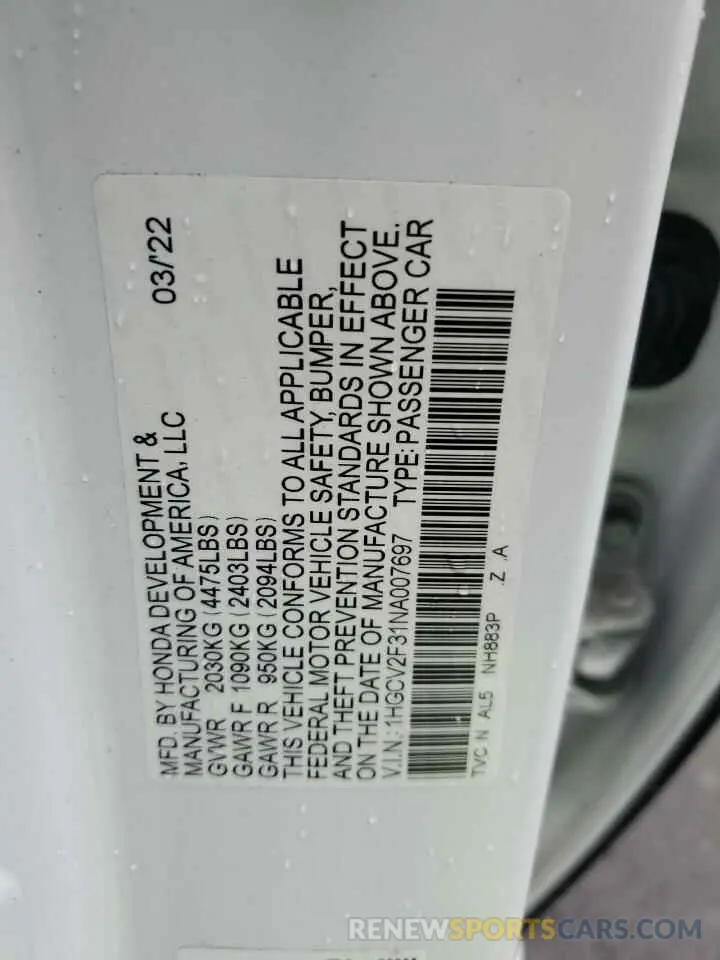 MFD. BY HONDA DEVELOPMENT & 03/'22
MANUFACTURING OF AMERICA, LLC
GVWR 2030KG (4475LBS)
GAWR F 1090KG (2403LBS)
GAWR R 950KG (2094LBS)
THIS VEHICLE CONFORMS TO ALL APPLICABLE
FEDERAL MOTOR VEHICLE SAFETY, BUMPER,
AND THEFT PREVENTION STANDARDS IN EFFECT
ON THE DATE OF MANUFACTURE SHOWN ABOVE.
V.I.N.: 1HGCV2F31NA007697 TYPE: PASSENGER CAR
TVC N AL5 NH883P Z .A
RENEWSPORTSCARS.COM